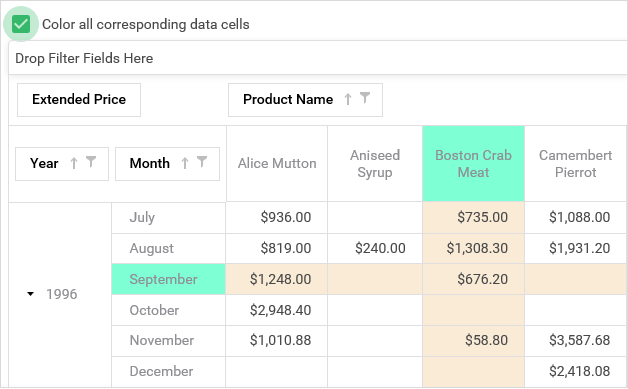 Color all corresponding data cells
Drop Filter Fields Here
Extended Price Product Name
Year Month Alice Mutton Aniseed Syrup Boston Crab Meat Camembert Pierrot
1996
July $936.00 $735.00 $1,088.00
August $819.00 $240.00 $1,308.30 $1,931.20
September $1,248.00 $676.20
October $2,948.40
November $1,010.88 $58.80 $3,587.68
December $2,418.08